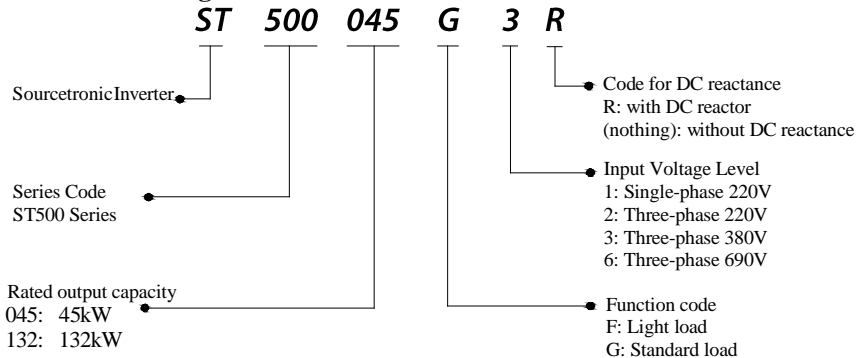 ST 500 045 G 3 R
Sourcetronic Inverter
Code for DC reactance
R: with DC reactor
(nothing): without DC reactance
Input Voltage Level
1: Single-phase 220V
2: Three-phase 220V
3: Three-phase 380V
6: Three-phase 690V
Series Code
ST500 Series
Rated output capacity
045: 45kW
132: 132kW
Function code
F: Light load
G: Standard load